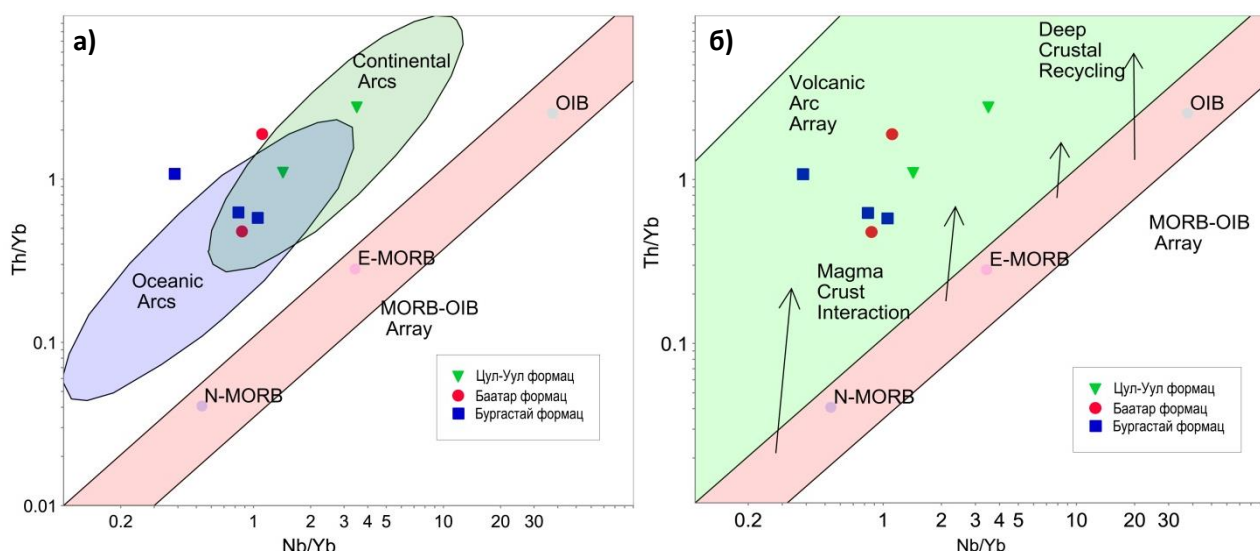 а)
Continental
Arcs
OIB
1
Th/Yb
E-MORB
Oceanic
Arcs
MORB-OIB
Array
0.1
N-MORB
Цул-Уул формац
Баатар формац
Бургастай формац
0.01
0.2
1
2
3
4
5
10
20
30
Nb/Yb
б)
Deep
Crustal
Recycling
Volcanic
Arc
Array
OIB
1
Th/Yb
MORB-OIB
Array
E-MORB
Magma
Crust
Interaction
0.1
N-MORB
Цул-Уул формац
Баатар формац
Бургастай формац
0.2
1
2
3
4
5
10
20
30
Nb/Yb